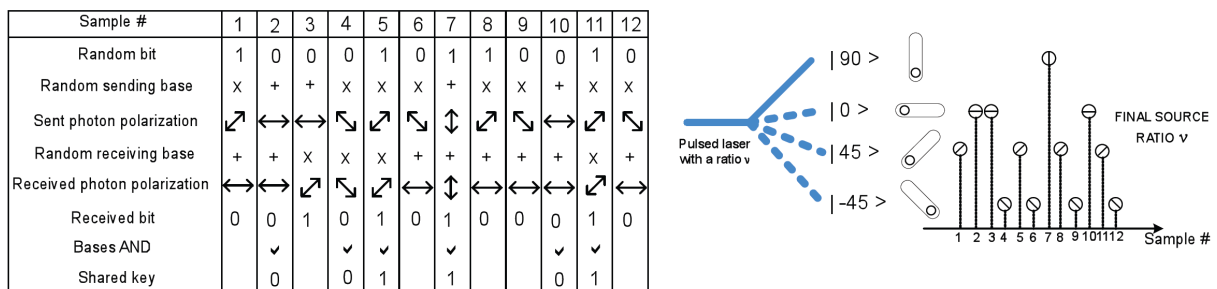 Sample # 1 2 3 4 5 6 7 8 9 10 11 12
Random bit 1 0 0 0 1 0 1 1 0 0 1 0
Random sending base x + + x x x + x x + x x
Sent photon polarization
Random receiving base + + x x x + + + + + x +
Received photon polarization
Received bit 0 0 1 0 1 0 1 0 0 0 1 0
Bases AND
Shared key 0 0 1 1 0 1
Pulsed laser
with a ratio ν
| 90 >
| 0 >
| 45 >
| -45 >
FINAL SOURCE
RATIO ν
1 2 3 4 5 6 7 8 9 10 11 12
Sample #